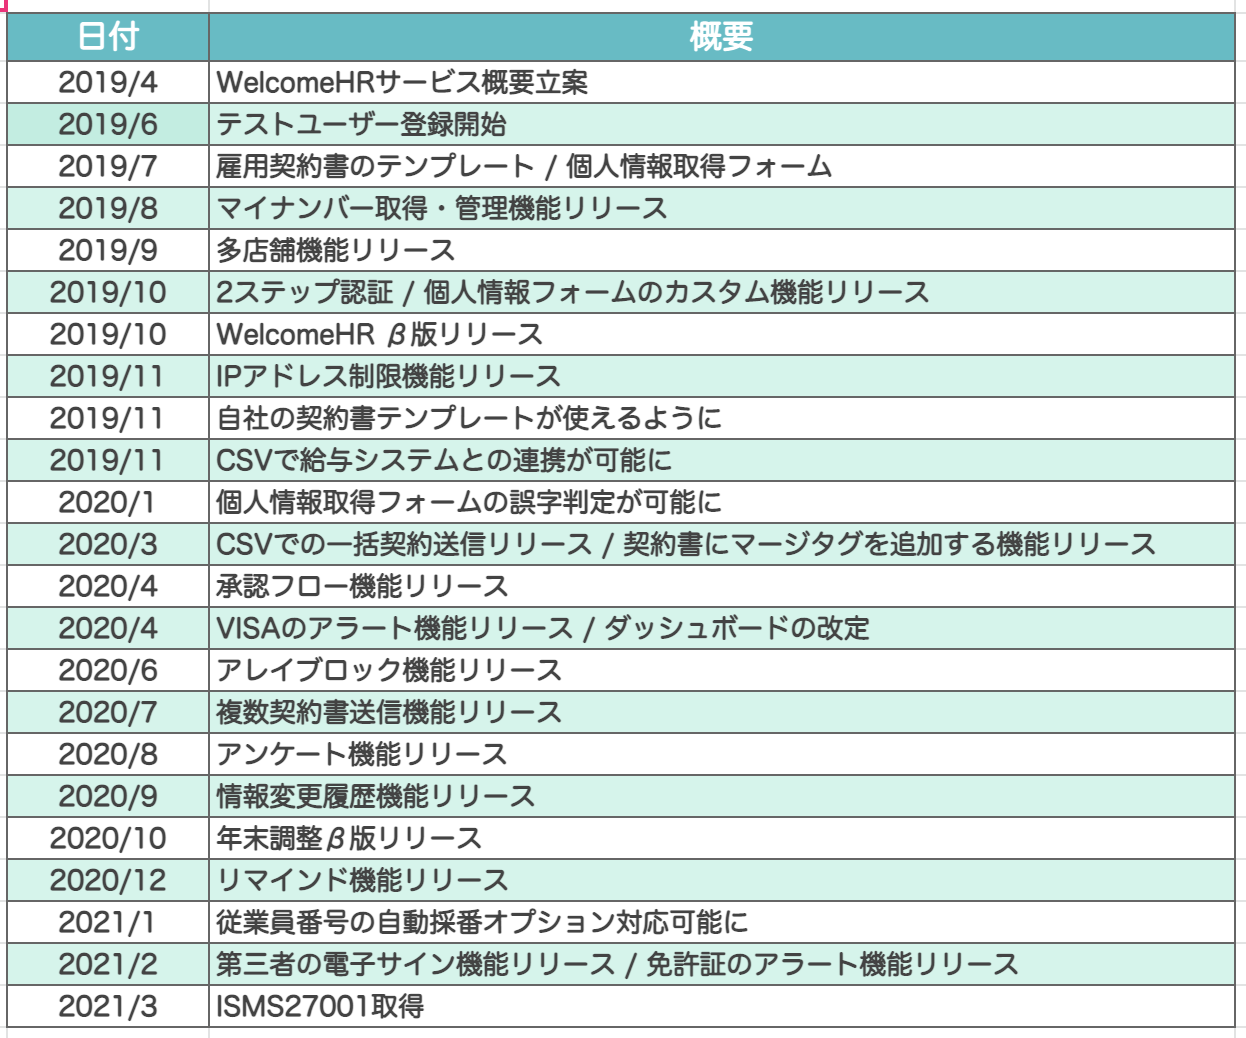 日付 概要
2019/4 WelcomeHRサービス概要立案
2019/6 テストユーザー登録開始
2019/7 雇用契約書のテンプレート / 個人情報取得フォーム
2019/8 マイナンバー取得・管理機能リリース
2019/9 多店舗機能リリース
2019/10 2ステップ認証 / 個人情報フォームのカスタム機能リリース
2019/10 WelcomeHR β版リリース
2019/11 IPアドレス制限機能リリース
2019/11 自社の契約書テンプレートが使えるように
2019/11 CSVで給与システムとの連携が可能に
2020/1 個人情報取得フォームの誤字判定が可能に
2020/3 CSVでの一括契約送信リリース / 契約書にマージタグを追加する機能リリース
2020/4 承認フロー機能リリース
2020/4 VISAのアラート機能リリース / ダッシュボードの改定
2020/6 アレイブロック機能リリース
2020/7 複数契約書送信機能リリース
2020/8 アンケート機能リリース
2020/9 情報変更履歴機能リリース
2020/10 年末調整β版リリース
2020/12 リマインド機能リリース
2021/1 従業員番号の自動採番オプション対応可能に
2021/2 第三者の電子サイン機能リリース / 免許証のアラート機能リリース
2021/3 ISMS27001取得